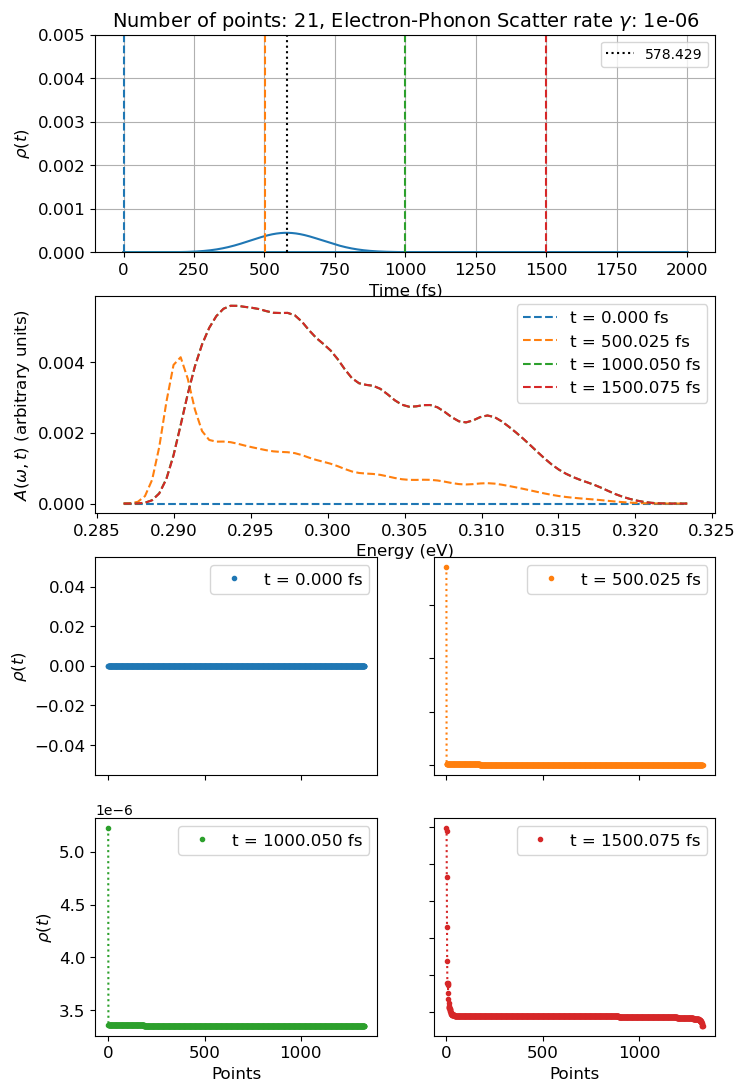 Number of points: 21, Electron-Phonon Scatter rate γ: 1e-06
0.005
0.004
0.003
0.002
0.001
0.000
ρ(t)
578.429
0 250 500 750 1000 1250 1500 1750 2000
Time (fs)
0.004
0.002
0.000
A(ω, t) (arbitrary units)
t = 0.000 fs
t = 500.025 fs
t = 1000.050 fs
t = 1500.075 fs
0.285 0.290 0.295 0.300 0.305 0.310 0.315 0.320 0.325
Energy (eV)
0.04
0.02
0.00
−0.02
−0.04
ρ(t)
t = 0.000 fs
t = 500.025 fs
1e−6
5.0
4.5
4.0
3.5
ρ(t)
t = 1000.050 fs
0 500 1000
Points
t = 1500.075 fs
0 500 1000
Points